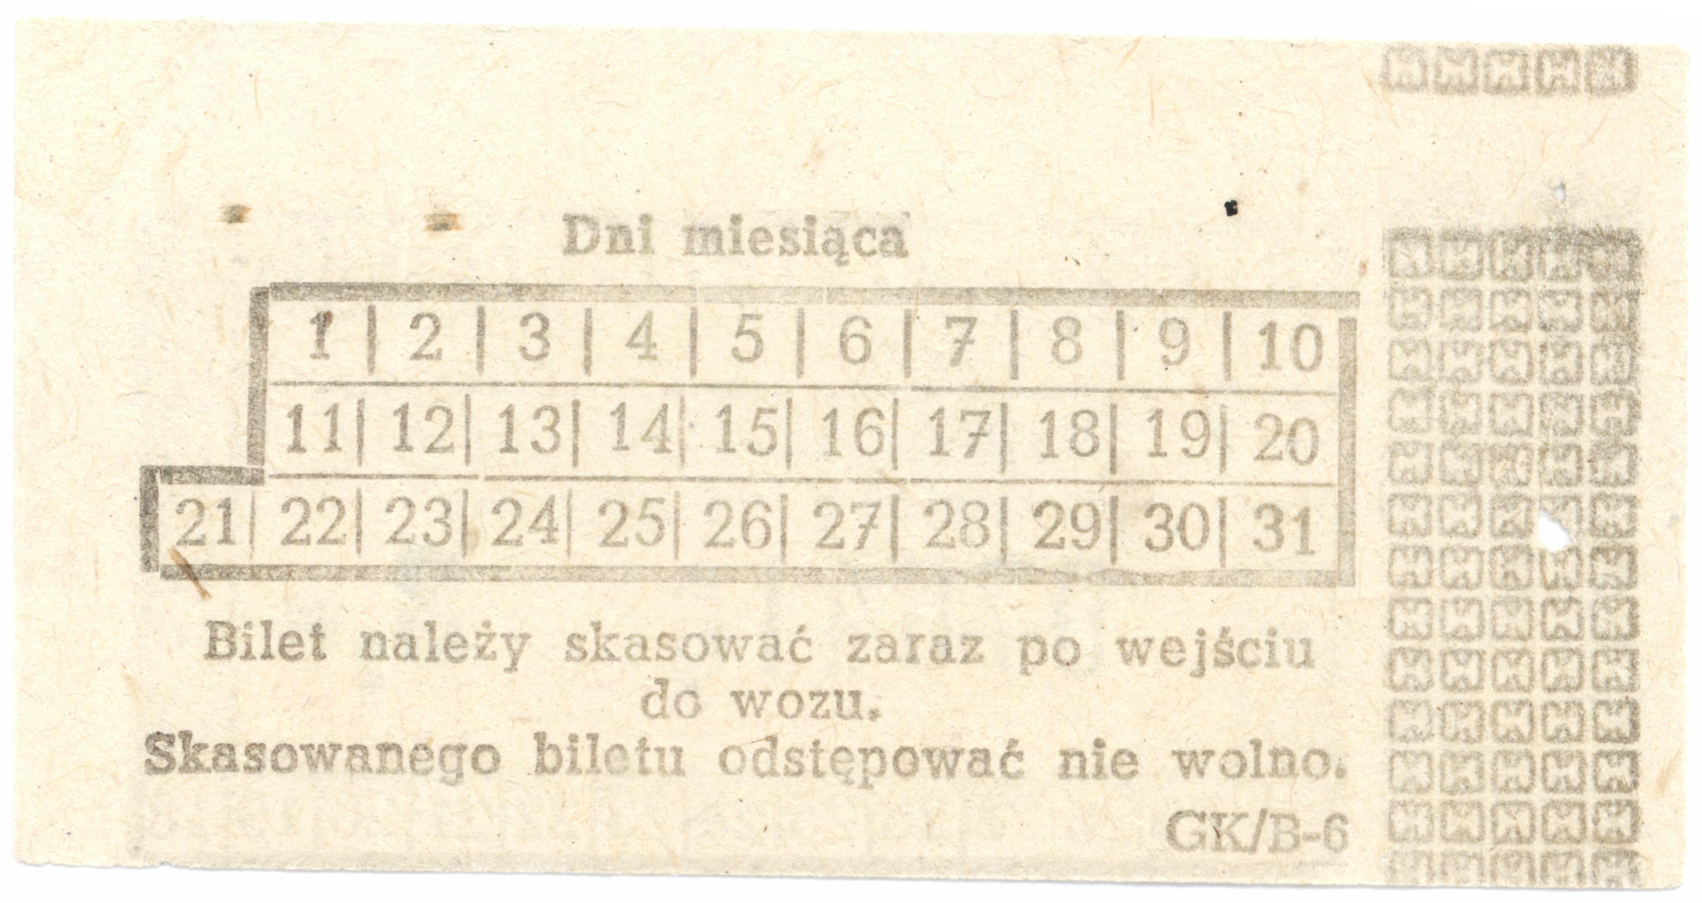 Dni miesiąca
1 | 2 | 3 | 4 | 5 | 6 | 7 | 8 | 9 | 10
11 | 12 | 13 | 14 | 15 | 16 | 17 | 18 | 19 | 20
21 | 22 | 23 | 24 | 25 | 26 | 27 | 28 | 29 | 30 | 31
Bilet należy skasować zaraz po wejściu
do wozu.
Skasowanego biletu odstępować nie wolno.
GK/B-6